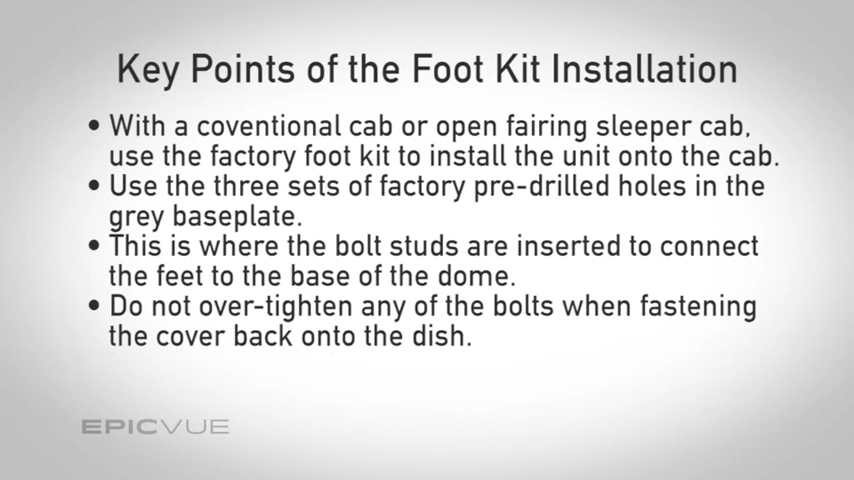 Key Points of the Foot Kit Installation
• With a coventional cab or open fairing sleeper cab,
use the factory foot kit to install the unit onto the cab.
• Use the three sets of factory pre-drilled holes in the
grey baseplate.
• This is where the bolt studs are inserted to connect
the feet to the base of the dome.
• Do not over-tighten any of the bolts when fastening
the cover back onto the dish.
EPICVUE